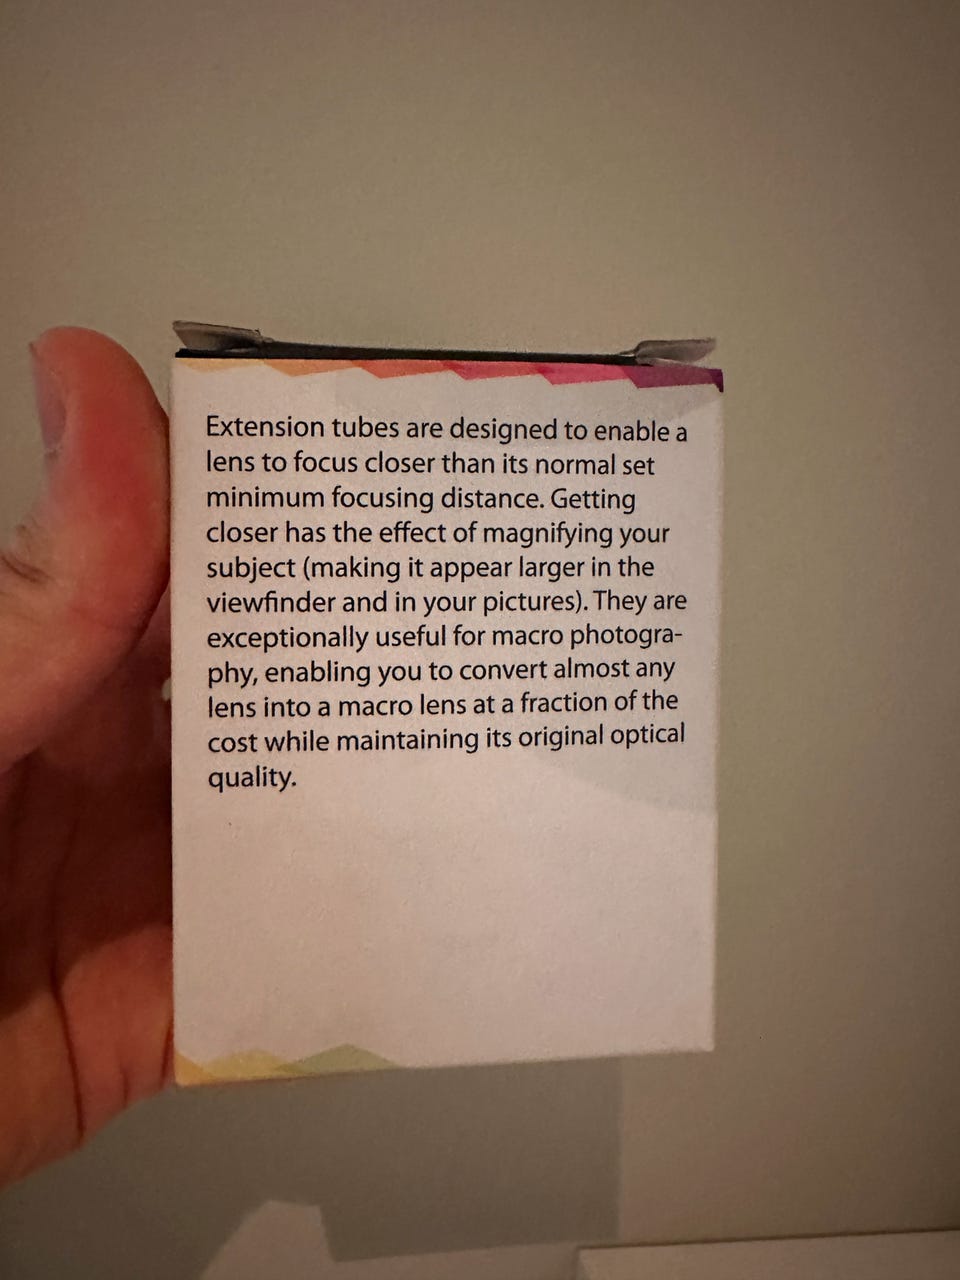 Extension tubes are designed to enable a
lens to focus closer than its normal set
minimum focusing distance. Getting
closer has the effect of magnifying your
subject (making it appear larger in the
viewfinder and in your pictures). They are
exceptionally useful for macro photogra-
phy, enabling you to convert almost any
lens into a macro lens at a fraction of the
cost while maintaining its original optical
quality.